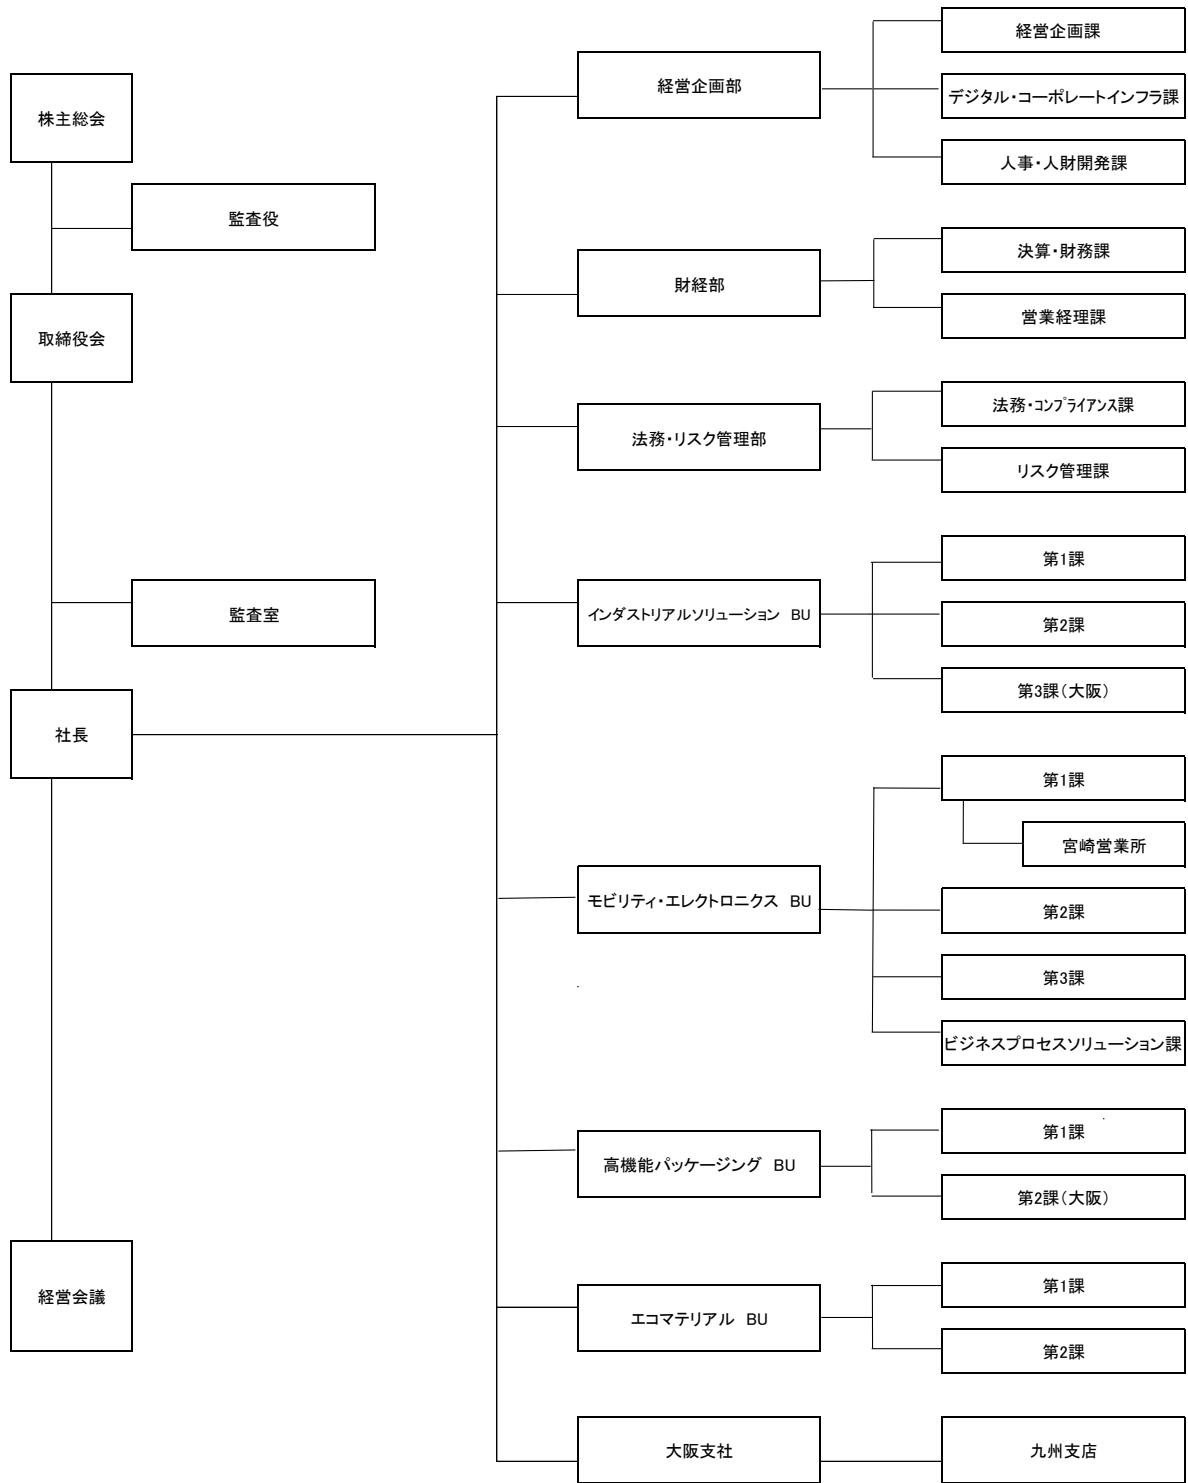 株主総会
監査役
取締役会
監査室
社長
経営会議
経営企画部
経営企画課
デジタル・コーポレートインフラ課
人事・人財開発課
財経部
決算・財務課
営業経理課
法務・リスク管理部
法務・コンプライアンス課
リスク管理課
インダストリアルソリューション BU
第1課
第2課
第3課(大阪)
モビリティ・エレクトロニクス BU
第1課
宮崎営業所
第2課
第3課
ビジネスプロセスソリューション課
高機能パッケージング BU
第1課
第2課(大阪)
エコマテリアル BU
第1課
第2課
大阪支社
九州支店